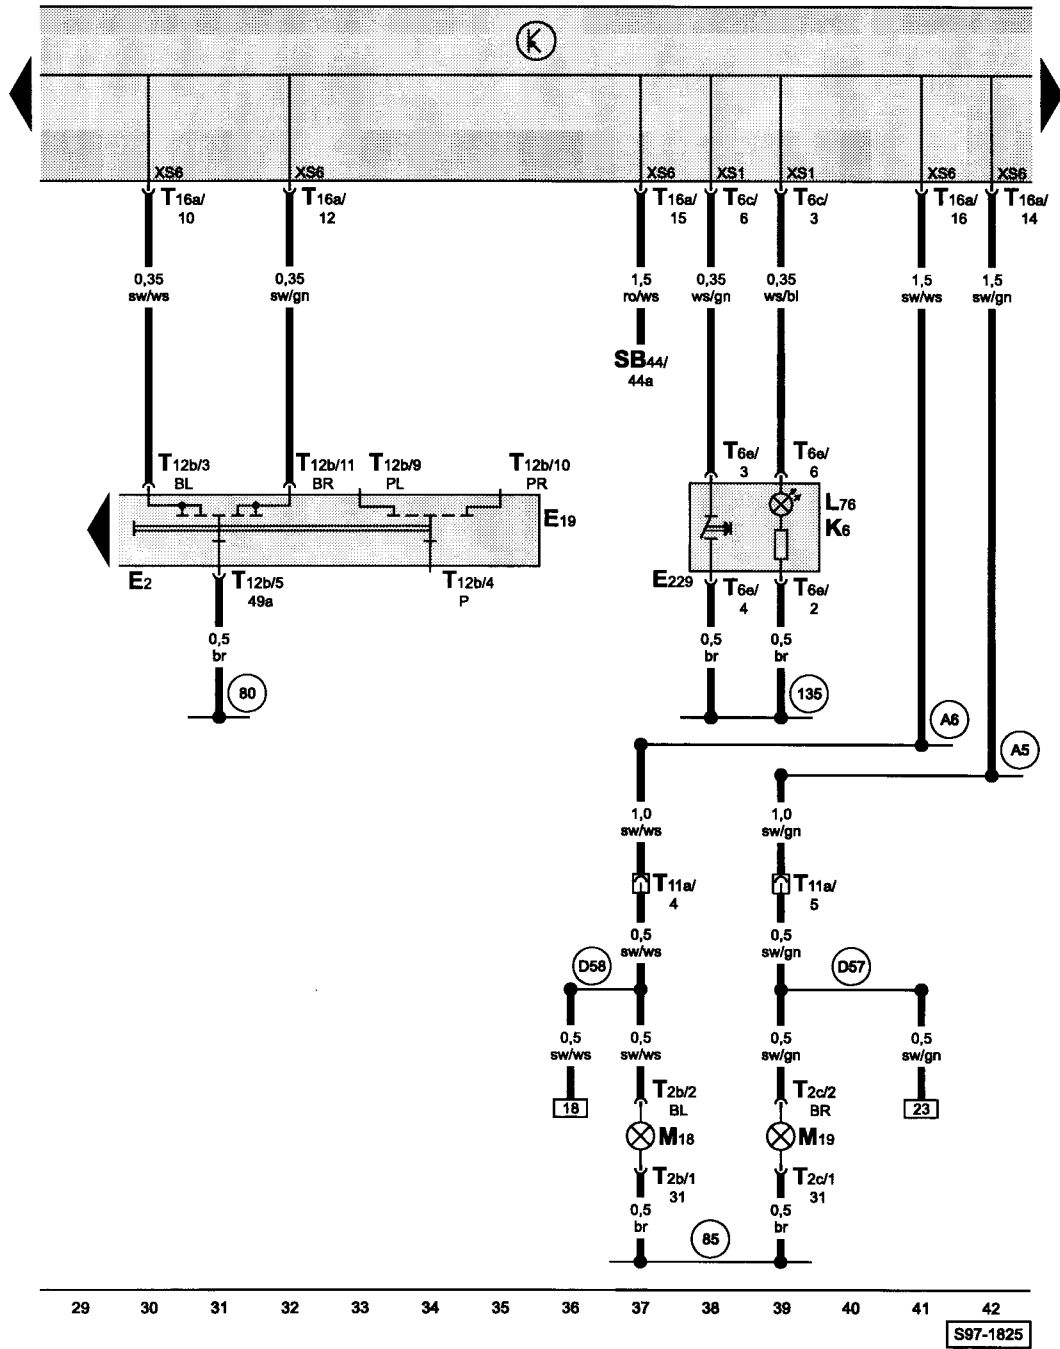 K
XS6 XS6 XS6 XS1 XS1 XS6 XS6
T16a/ T16a/ T16a/ T6c/ T6c/ T16a/ T16a/
10 12 15 6 3 16 14
0,35 0,35 1,5 0,35 0,35 1,5 1,5
sw/ws sw/gn ro/ws ws/gn ws/bl sw/ws sw/gn
SB44/
44a
T12b/3 T12b/11 T12b/9 T12b/10 T6e/ T6e/
BL BR PL PR 3 6
E19 L76
K6
E2 T12b/5 T12b/4 E229 T6e/ T6e/
49a P 4 2
0,5 0,5 0,5
br br br
80 135
A6
A5
1,0 1,0
sw/ws sw/gn
T11a/ T11a/
4 5
0,5 0,5
sw/ws sw/gn
D58 D57
0,5 0,5 0,5 0,5
sw/ws sw/ws sw/gn sw/gn
T2b/2 T2c/2
18 BL BR 23
M18 M19
T2b/1 T2c/1
31 31
0,5 0,5
br br
85
29 30 31 32 33 34 35 36 37 38 39 40 41 42
S97-1825